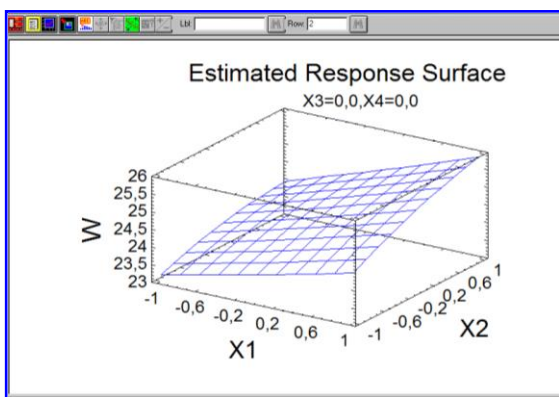 Lbl: Row: 2
Estimated Response Surface
X3=0,0,X4=0,0
W
26
25,5
25
24,5
24
23,5
23
-1 -0,6 -0,2 0,2 0,6 1
X1
-1 -0,6 -0,2 0,2 0,6 1
X2